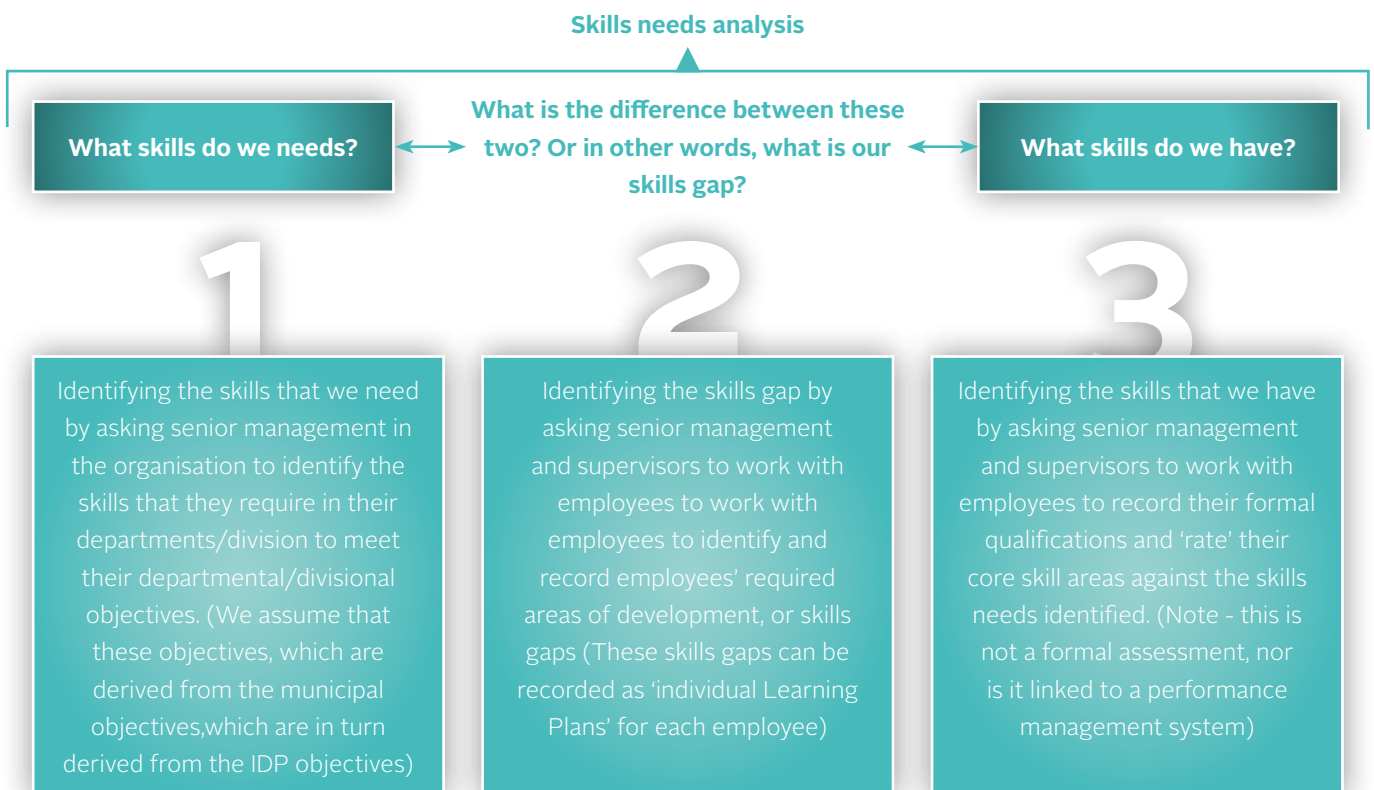 Skills needs analysis
What skills do we needs?
What is the difference between these
two? Or in other words, what is our
skills gap?
What skills do we have?
1
Identifying the skills that we need
by asking senior management in
the organisation to identify the
skills that they require in their
departments/division to meet
their departmental/divisional
objectives. (We assume that
these objectives, which are
derived from the municipal
objectives,which are in turn
derived from the IDP objectives)
2
Identifying the skills gap by
asking senior management
and supervisors to work with
employees to work with
employees to identify and
record employees’ required
areas of development, or skills
gaps (These skills gaps can be
recorded as ‘individual Learning
Plans’ for each employee)
3
Identifying the skills that we have
by asking senior management
and supervisors to work with
employees to record their formal
qualifications and ‘rate’ their
core skill areas against the skills
needs identified. (Note - this is
not a formal assessment, nor
is it linked to a performance
management system)